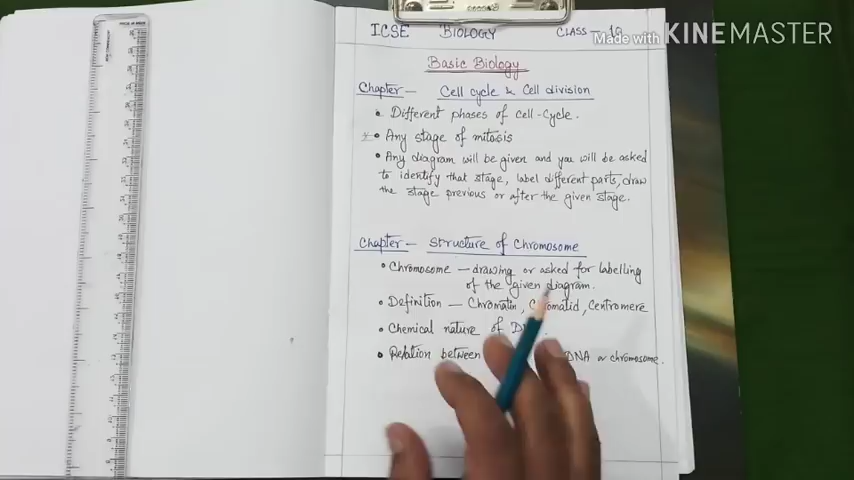 ICSE BIOLOGY CLASS - 10
Made with KINEMASTER
Basic Biology
Chapter — Cell cycle & Cell division
• Different phases of cell-cycle.
* • Any stage of mitosis
• Any diagram will be given and you will be asked
to identify that stage, label different parts, draw
the stage previous or after the given stage.
Chapter — Structure of Chromosome
• Chromosome — drawing or asked for labelling
of the given diagram.
• Definition — Chromatin, Chromatid, Centromere
• Chemical nature of
• Relation between DNA or chromosome.